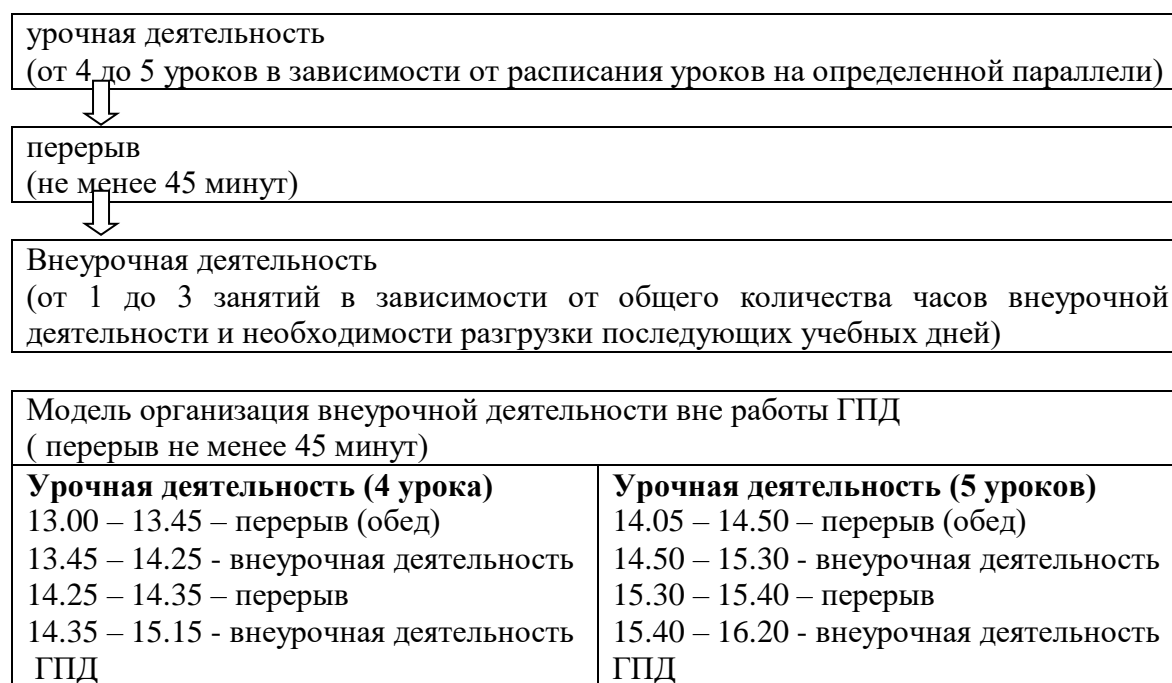 урочная деятельность
(от 4 до 5 уроков в зависимости от расписания уроков на определенной параллели)
перерыв
(не менее 45 минут)
Внеурочная деятельность
(от 1 до 3 занятий в зависимости от общего количества часов внеурочной
деятельности и необходимости разгрузки последующих учебных дней)
Модель организация внеурочной деятельности вне работы ГПД
( перерыв не менее 45 минут)
Урочная деятельность (4 урока)
13.00 – 13.45 – перерыв (обед)
13.45 – 14.25 - внеурочная деятельность
14.25 – 14.35 – перерыв
14.35 – 15.15 - внеурочная деятельность
ГПД
Урочная деятельность (5 уроков)
14.05 – 14.50 – перерыв (обед)
14.50 – 15.30 - внеурочная деятельность
15.30 – 15.40 – перерыв
15.40 – 16.20 - внеурочная деятельность
ГПД